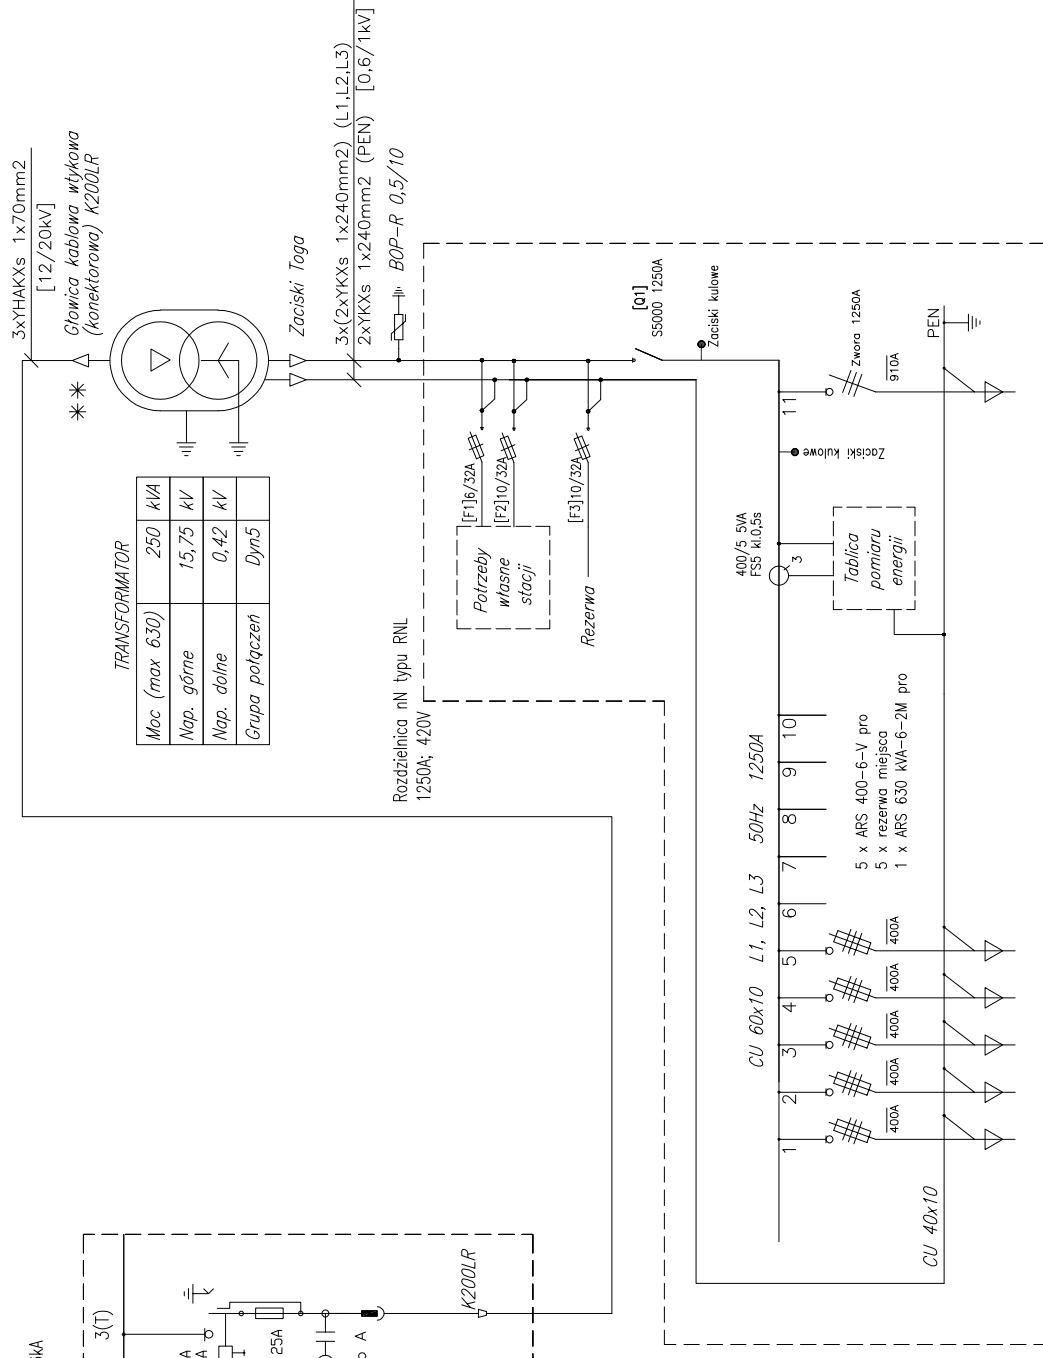 3xYHAKXs 1x70mm2
[12/20kV]
Głowica kablowa wtykowa
(konektorowa) K200LR
**
Zaciski Toga
3x(2xYKXs 1x240mm2) (L1,L2,L3)
2xYKXs 1x240mm2 (PEN) [0,6/1kV]
BOP-R 0,5/10
TRANSFORMATOR
Moc (max 630) 250 kVA
Nap. górne 15,75 kV
Nap. dolne 0,42 kV
Grupa połączeń Dyn5
Rozdzielnica nN typu RNL
1250A; 420V
[F1]6/32A
[F2]10/32A
[F3]10/32A
Potrzeby
własne
stacji
Rezerwa
[Q1]
S5000 1250A
Zaciski kulowe
11
Zwora 1250A
910A
PEN
Zaciski kulowe
400/5 5VA
FS5 kl.0,5s
3
Tablica
pomiaru
energii
CU 60x10 L1, L2, L3 50Hz 1250A
10
9
8
7
6
5
4
3
2
1
5 x ARS 400-6-V pro
5 x rezerwa miejsca
1 x ARS 630 kVA-6-2M pro
400A
400A
400A
400A
400A
CU 40x10
3(T)
K200LR
25A
A
A
A
kA